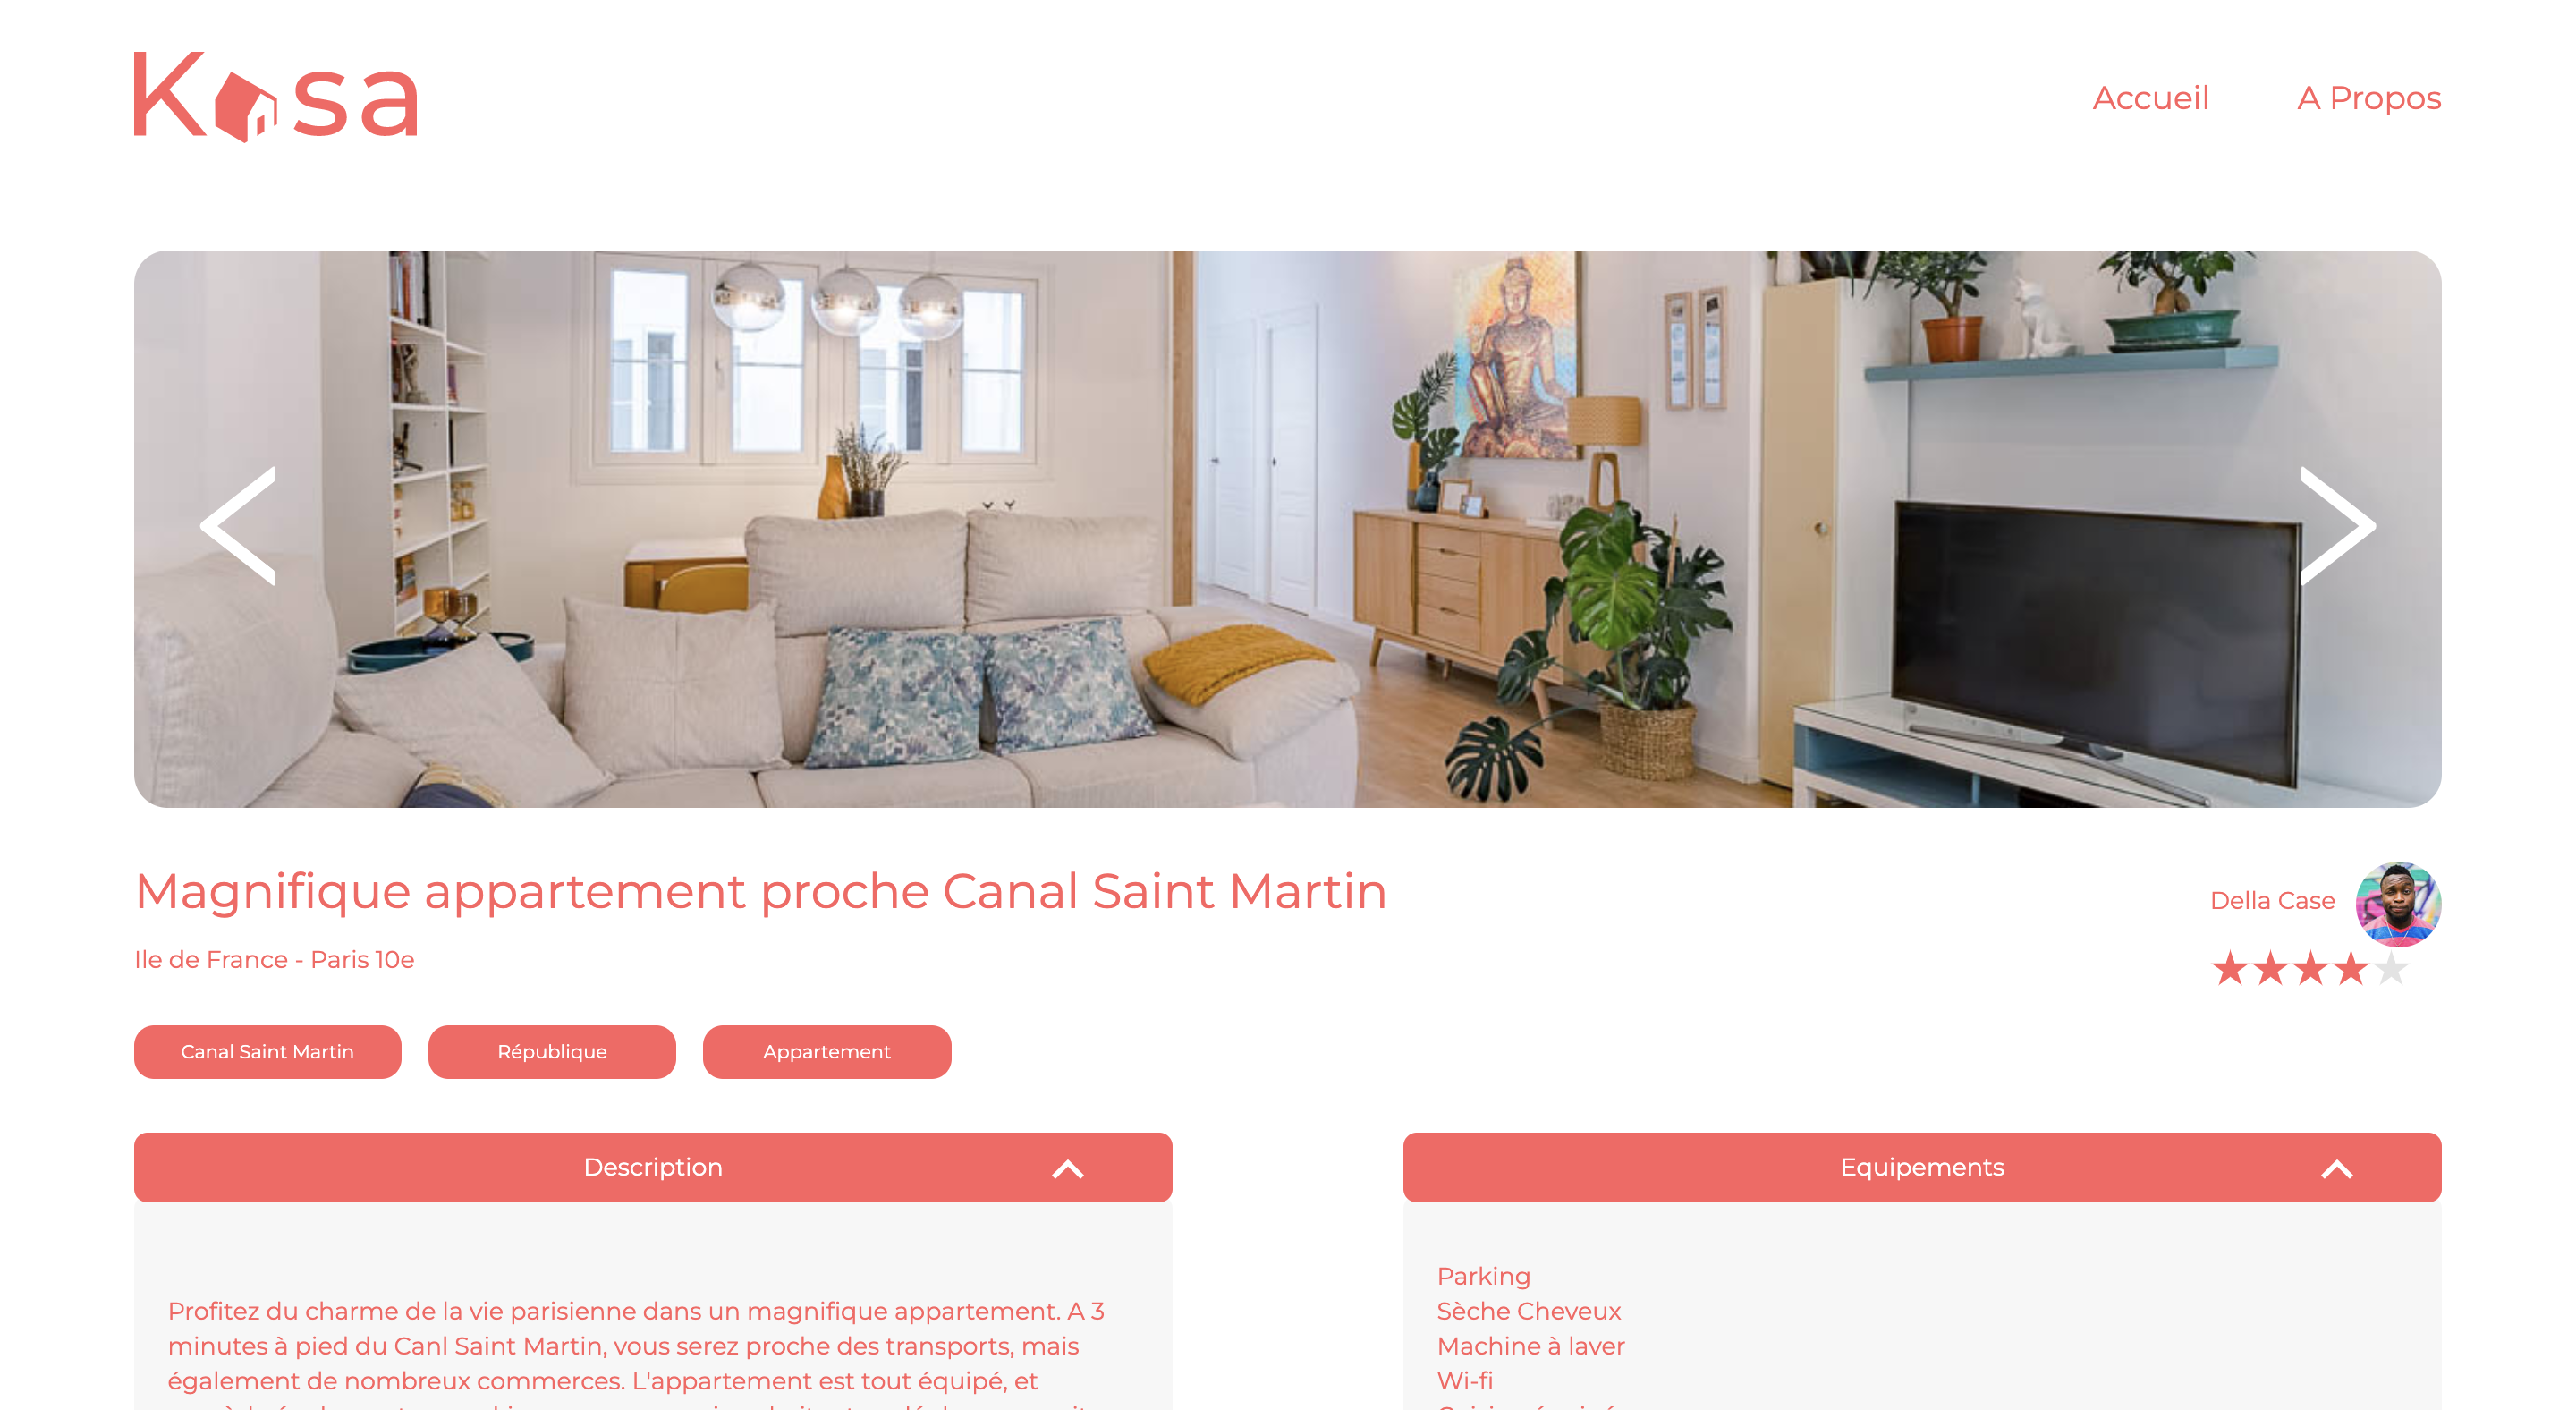 Kasa
Accueil
A Propos
Magnifique appartement proche Canal Saint Martin
Della Case
Ile de France - Paris 10e
Canal Saint Martin
République
Appartement
Description
Profitez du charme de la vie parisienne dans un magnifique appartement. A 3
minutes à pied du Canl Saint Martin, vous serez proche des transports, mais
également de nombreux commerces. L'appartement est tout équipé, et
Equipements
Parking
Sèche Cheveux
Machine à laver
Wi-fi